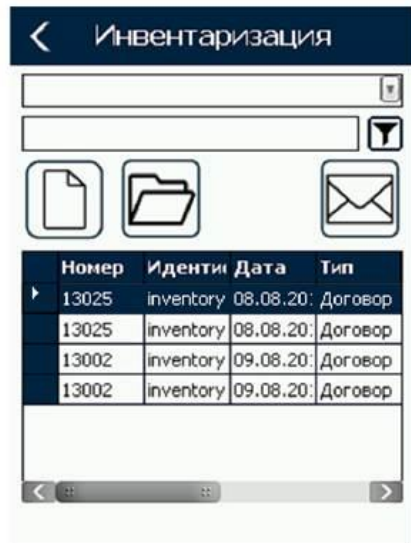 Инвентаризация
Номер Иденти Дата Тип
13025 inventory 08.08.20 Договор
13025 inventory 08.08.20 Договор
13002 inventory 09.08.20 Договор
13002 inventory 09.08.20 Договор